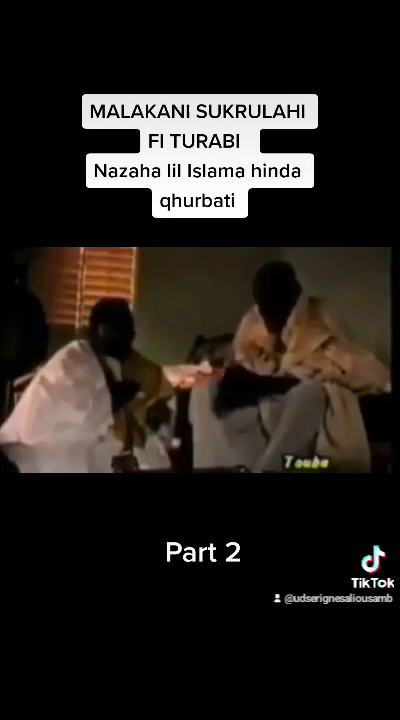 MALAKANI SUKRULAHI
FI TURABI
Nazaha lil Islama hinda
qhurbati
Touba
Part 2
TikTok
@udserignesaliousamb